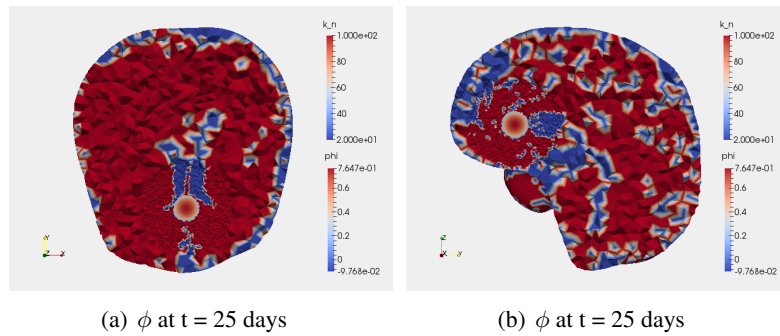 k_n
1.000e+02
80
60
40
2.000e+01
phi
7.647e-01
0.6
0.4
0.2
0
-9.768e-02
Y
Z
X
(a) ϕ at t = 25 days
k_n
1.000e+02
80
60
40
2.000e+01
phi
7.647e-01
0.6
0.4
0.2
0
-9.768e-02
Z
X
Y
(b) ϕ at t = 25 days